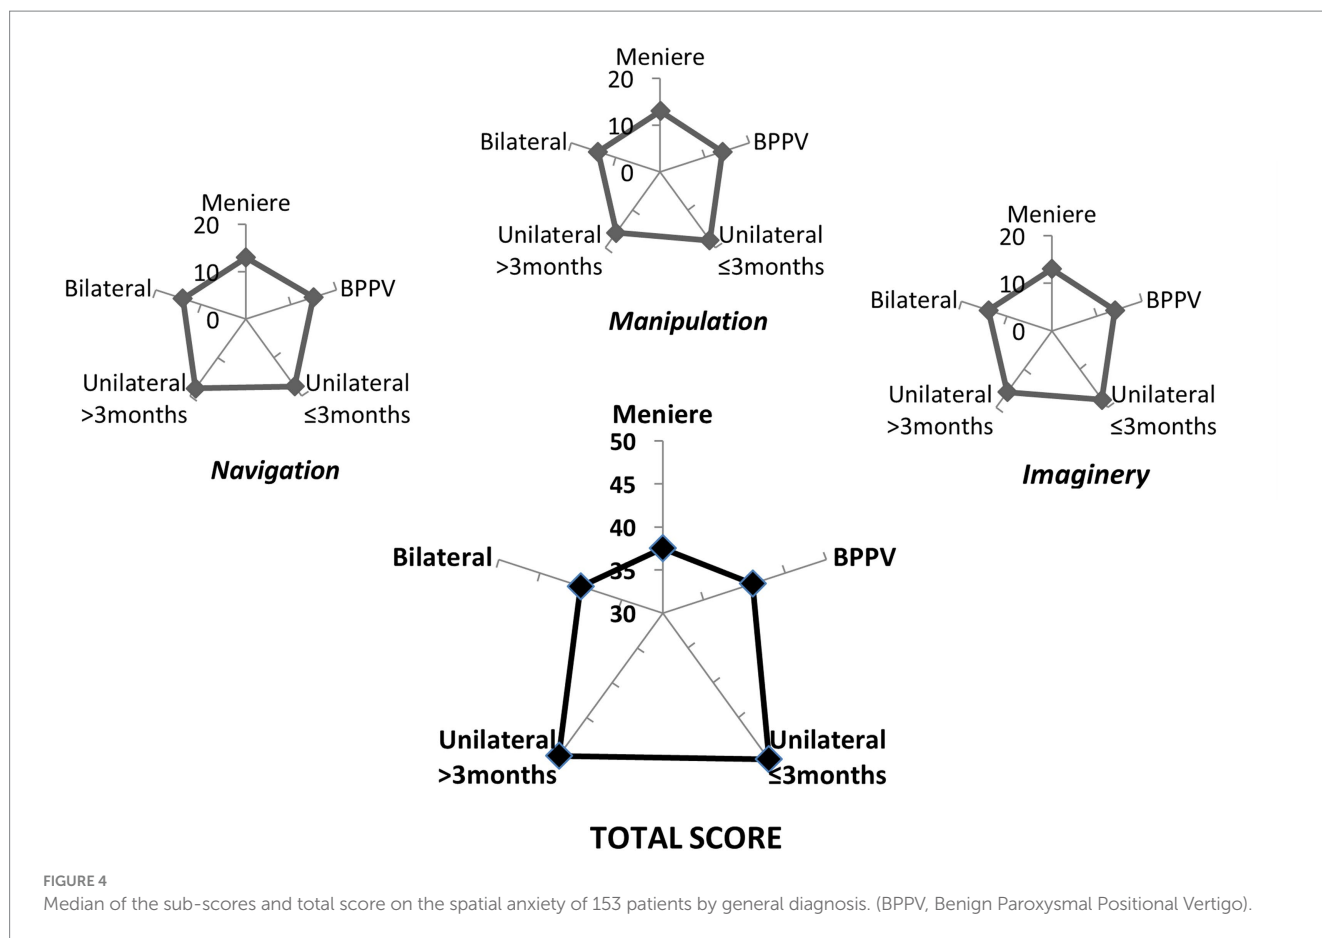 Meniere
20
10
0
Bilateral
BPPV
Unilateral
>3months
Unilateral
≤3months
Manipulation
Meniere
20
10
0
Bilateral
BPPV
Unilateral
>3months
Unilateral
≤3months
Navigation
Meniere
20
10
0
Bilateral
BPPV
Unilateral
>3months
Unilateral
≤3months
Imaginery
Meniere
50
45
40
35
30
Bilateral
BPPV
Unilateral
>3months
Unilateral
≤3months
TOTAL SCORE
FIGURE 4
Median of the sub-scores and total score on the spatial anxiety of 153 patients by general diagnosis. (BPPV, Benign Paroxysmal Positional Vertigo).